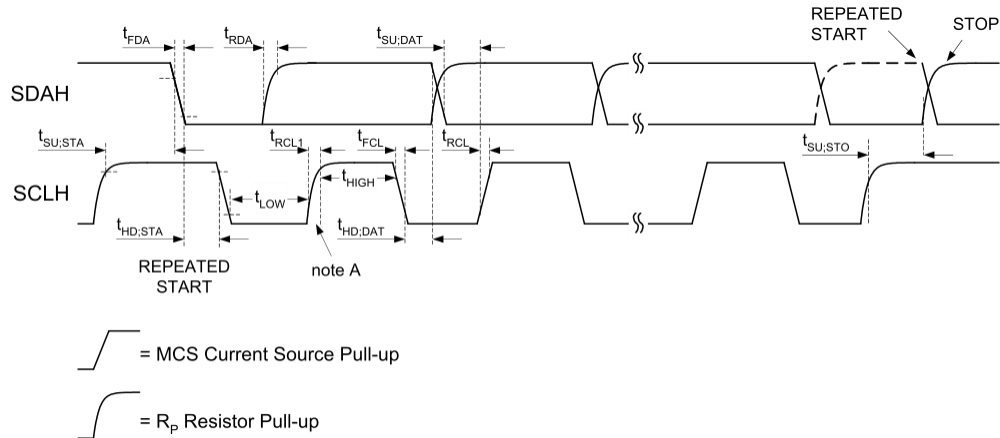 REPEATED
START
STOP
tFDA
tRDA
tSU;DAT
SDAH
tSU;STA
tRCL1
tFCL
tRCL
tSU;STO
SCLH
tHIGH
tLOW
tHD;STA
tHD;DAT
REPEATED
START
note A
= MCS Current Source Pull-up
= RP Resistor Pull-up